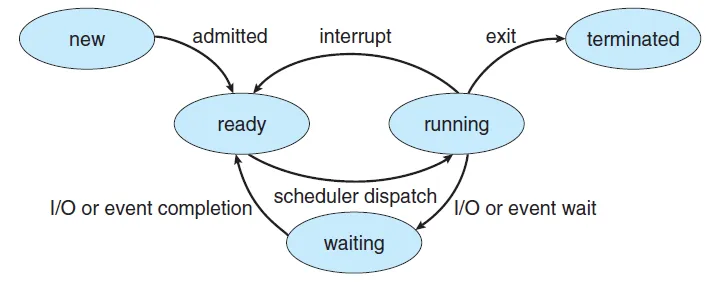 new
admitted
interrupt
exit
terminated
ready
running
scheduler dispatch
I/O or event completion
I/O or event wait
waiting